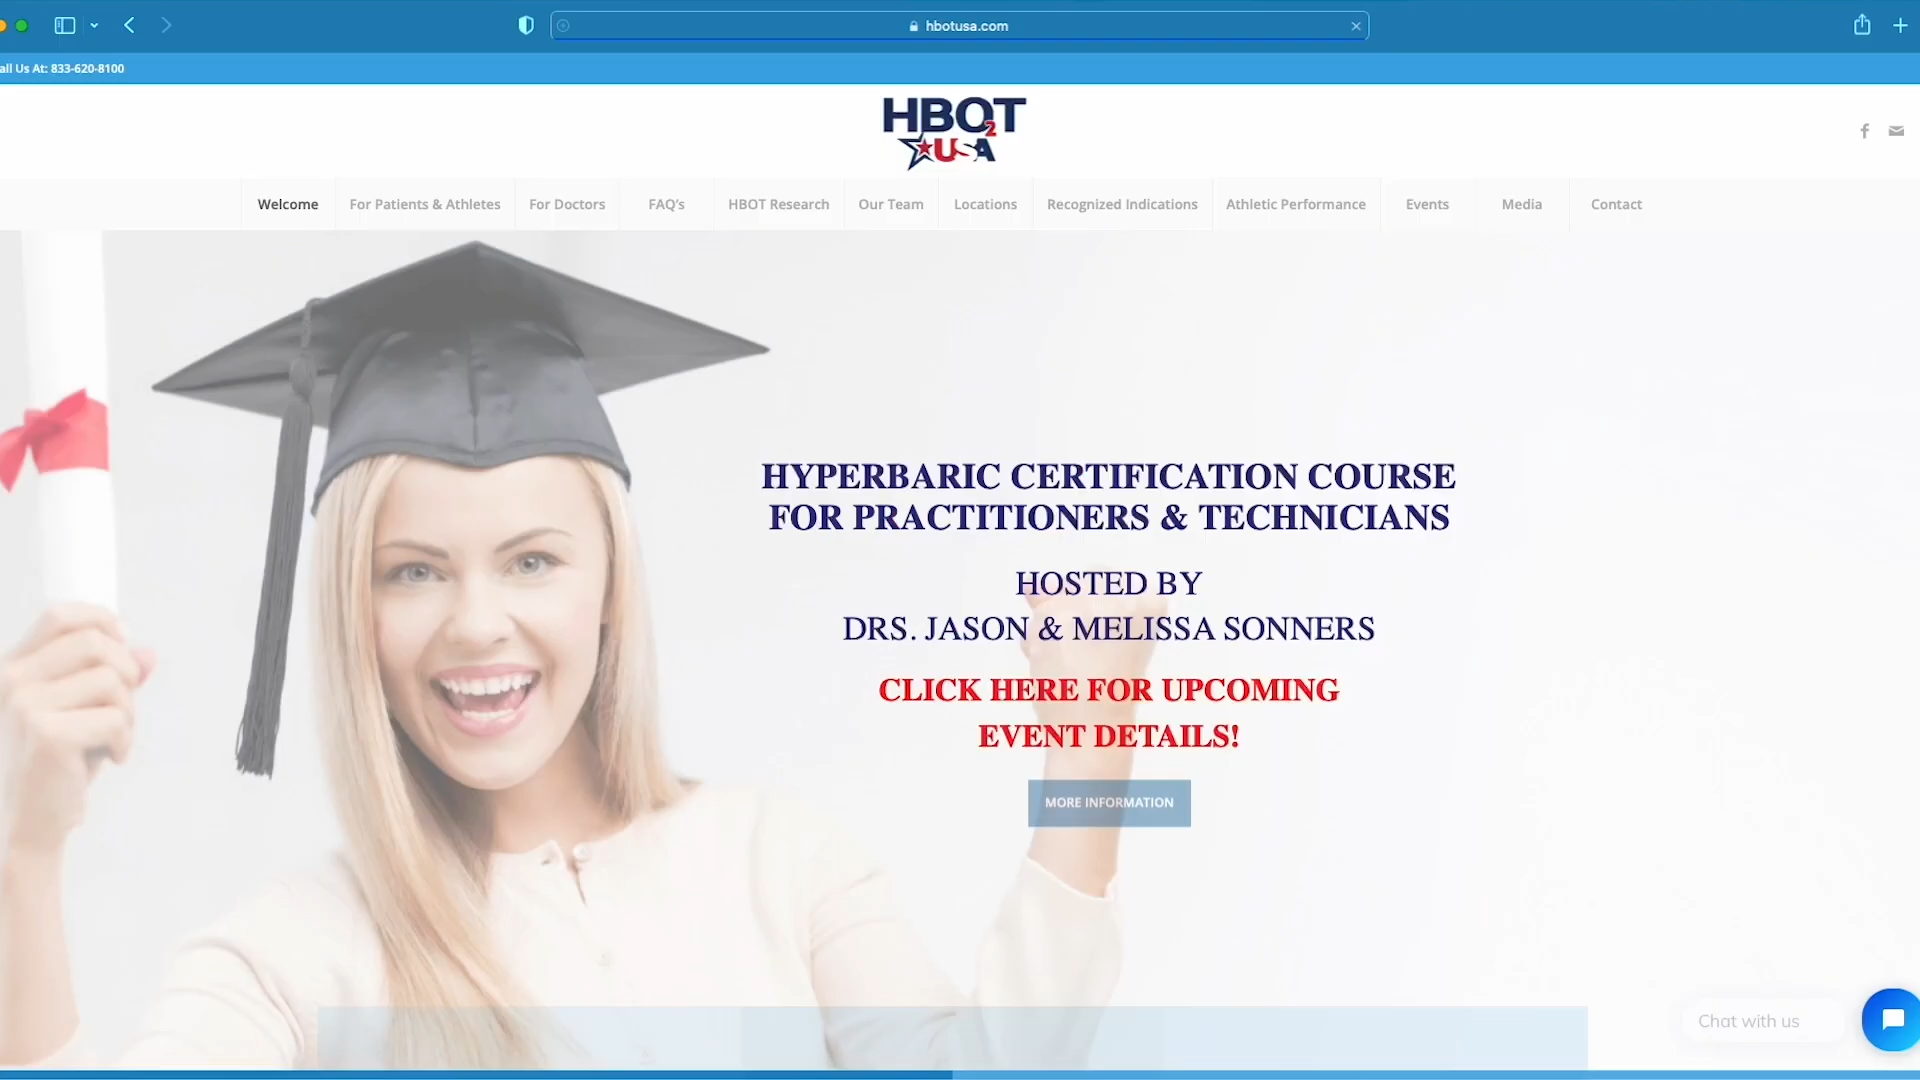 hbotusa.com
all Us At: 833-620-8100
HBO2T
USA
Welcome
For Patients & Athletes
For Doctors
FAQ's
HBOT Research
Our Team
Locations
Recognized Indications
Athletic Performance
Events
Media
Contact
HYPERBARIC CERTIFICATION COURSE
FOR PRACTITIONERS & TECHNICIANS
HOSTED BY
DRS. JASON & MELISSA SONNERS
CLICK HERE FOR UPCOMING
EVENT DETAILS!
MORE INFORMATION
Chat with us